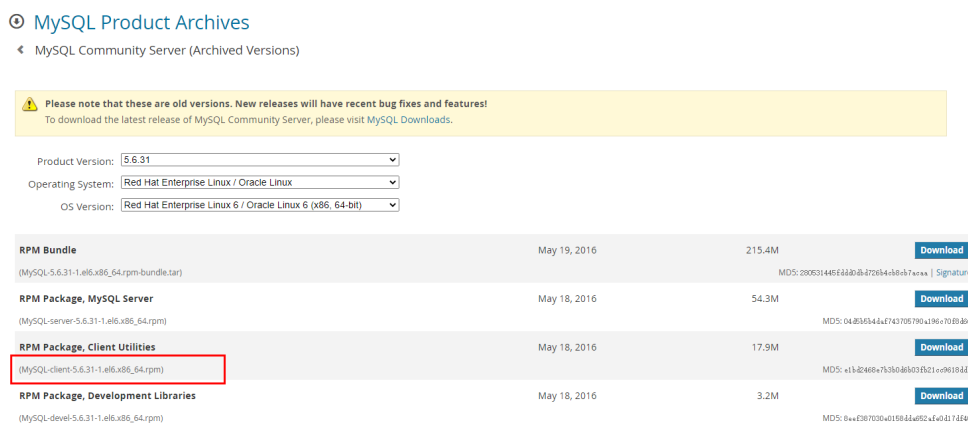 MySQL Product Archives
MySQL Community Server (Archived Versions)
Please note that these are old versions. New releases will have recent bug fixes and features!
To download the latest release of MySQL Community Server, please visit MySQL Downloads.
Product Version: 5.6.31
Operating System: Red Hat Enterprise Linux / Oracle Linux
OS Version: Red Hat Enterprise Linux 6 / Oracle Linux 6 (x86, 64-bit)
RPM Bundle May 19, 2016 215.4M Download
(MySQL-5.6.31-1.el6.x86_64.rpm-bundle.tar) MD5: | Signature
RPM Package, MySQL Server May 18, 2016 54.3M Download
(MySQL-server-5.6.31-1.el6.x86_64.rpm) MD5:
RPM Package, Client Utilities May 18, 2016 17.9M Download
(MySQL-client-5.6.31-1.el6.x86_64.rpm) MD5:
RPM Package, Development Libraries May 18, 2016 3.2M Download
(MySQL-devel-5.6.31-1.el6.x86_64.rpm) MD5: